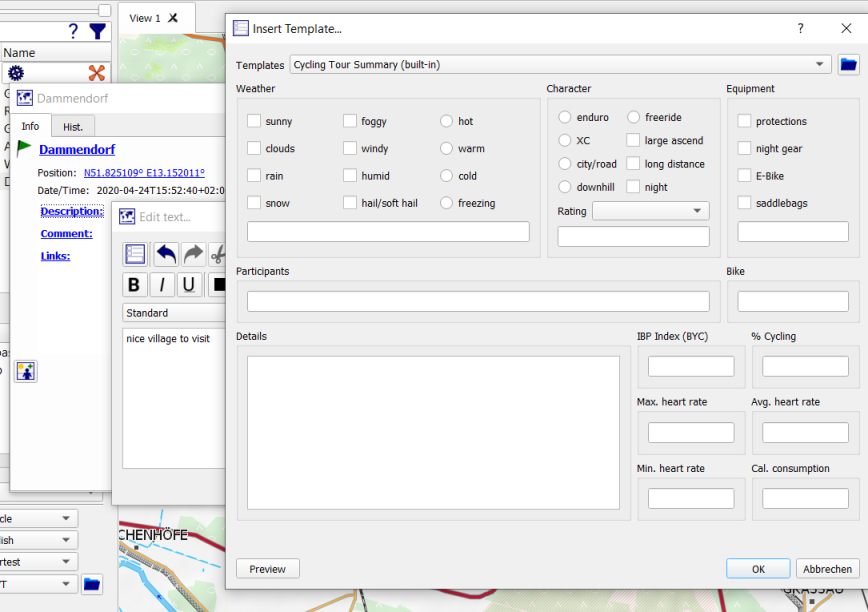 View 1
Name
Dammendorf
Info
Hist.
Dammendorf
Position: N51.825109° E13.152011°
Date/Time: 2020-04-24T15:52:40+02:0
Description:
Comment:
Links:
Edit text...
B I U
Standard
nice village to visit
Insert Template...
Templates Cycling Tour Summary (built-in)
Weather
sunny foggy hot
clouds windy warm
rain humid cold
snow hail/soft hail freezing
Character
enduro freeride
XC large ascend
city/road long distance
downhill night
Rating
Equipment
protections
night gear
E-Bike
saddlebags
Participants
Bike
Details
IBP Index (BYC)
% Cycling
Max. heart rate
Avg. heart rate
Min. heart rate
Cal. consumption
Preview
OK
Abbrechen
CHENHÖFE
GRASSAU
cle
lish
rtest